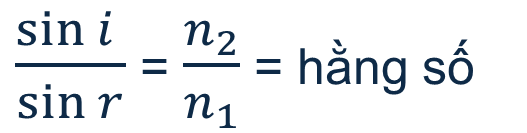 sin i / sin r = n₂ / n₁ = hằng số